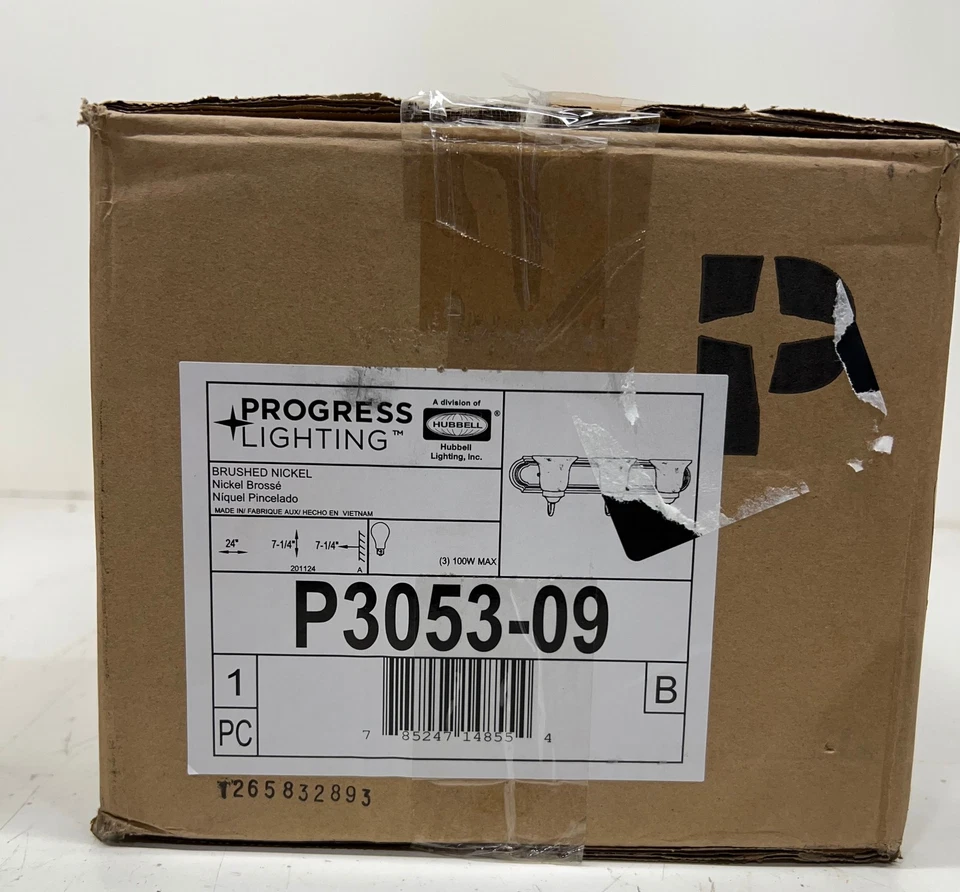 PROGRESS
LIGHTING™
A division of
HUBBELL®
Hubbell
Lighting, Inc.
BRUSHED NICKEL
Nickel Brossé
Níquel Pincelado
MADE IN/ FABRIQUE AUX/ HECHO EN VIETNAM
24" 7-1/4" 7-1/4"
201124 A
(3) 100W MAX
P3053-09
1
PC
B
7 85247 14855 4
1265832893